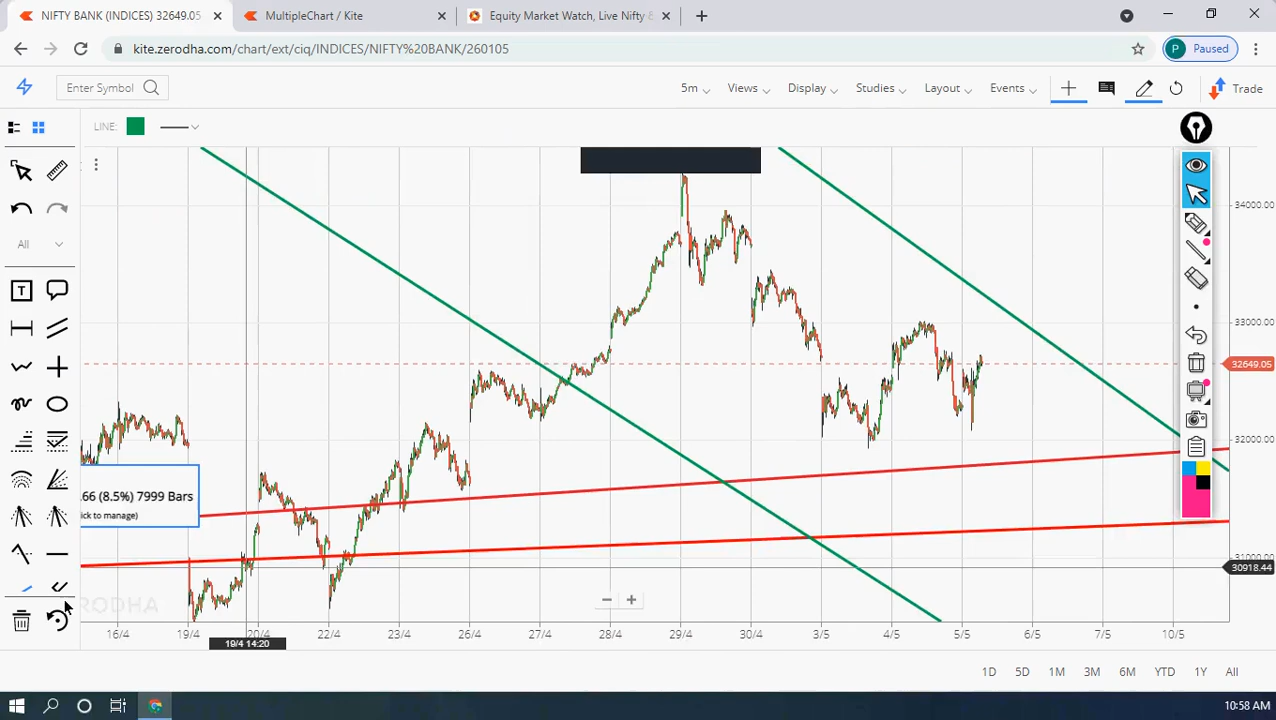 NIFTY BANK (INDICES) 32649.05
MultipleChart / Kite
Equity Market Watch, Live Nifty &
kite.zerodha.com/chart/ext/ciq/INDICES/NIFTY%20BANK/260105
P Paused
Enter Symbol
5m Views Display Studies Layout Events Trade
LINE:
All
T
34000.00
33000.00
32649.05
32000.00
31000.00
30918.44
.66 (8.5%) 7999 Bars
ick to manage)
RODHA
16/4 19/4 20/4 22/4 23/4 26/4 27/4 28/4 29/4 30/4 3/5 4/5 5/5 6/5 7/5 10/5
19/4 14:20
1D 5D 1M 3M 6M YTD 1Y All
10:58 AM